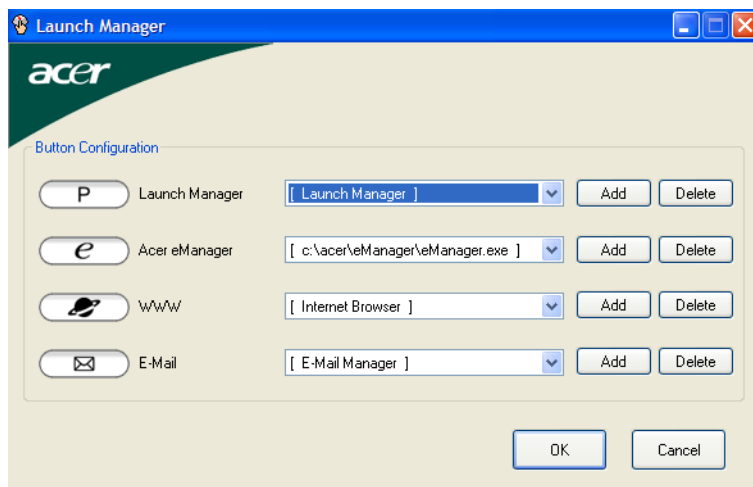 Launch Manager
acer
Button Configuration
P Launch Manager [ Launch Manager ] Add Delete
e Acer eManager [ c:\acer\eManager\eManager.exe ] Add Delete
WWW [ Internet Browser ] Add Delete
E-Mail [ E-Mail Manager ] Add Delete
OK Cancel